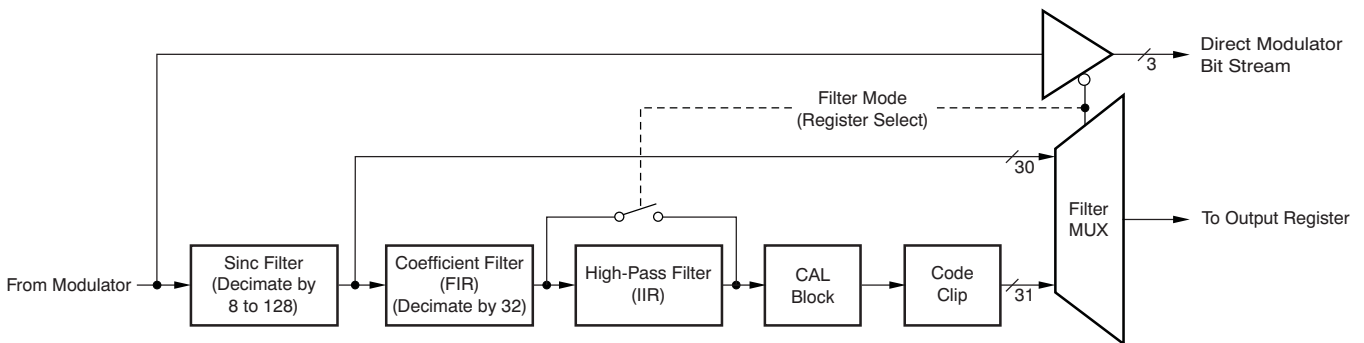 Direct Modulator
Bit Stream
3
Filter Mode
(Register Select)
30
Filter
MUX
To Output Register
From Modulator
Sinc Filter
(Decimate by
8 to 128)
Coefficient Filter
(FIR)
(Decimate by 32)
High-Pass Filter
(IIR)
CAL
Block
Code
Clip
31